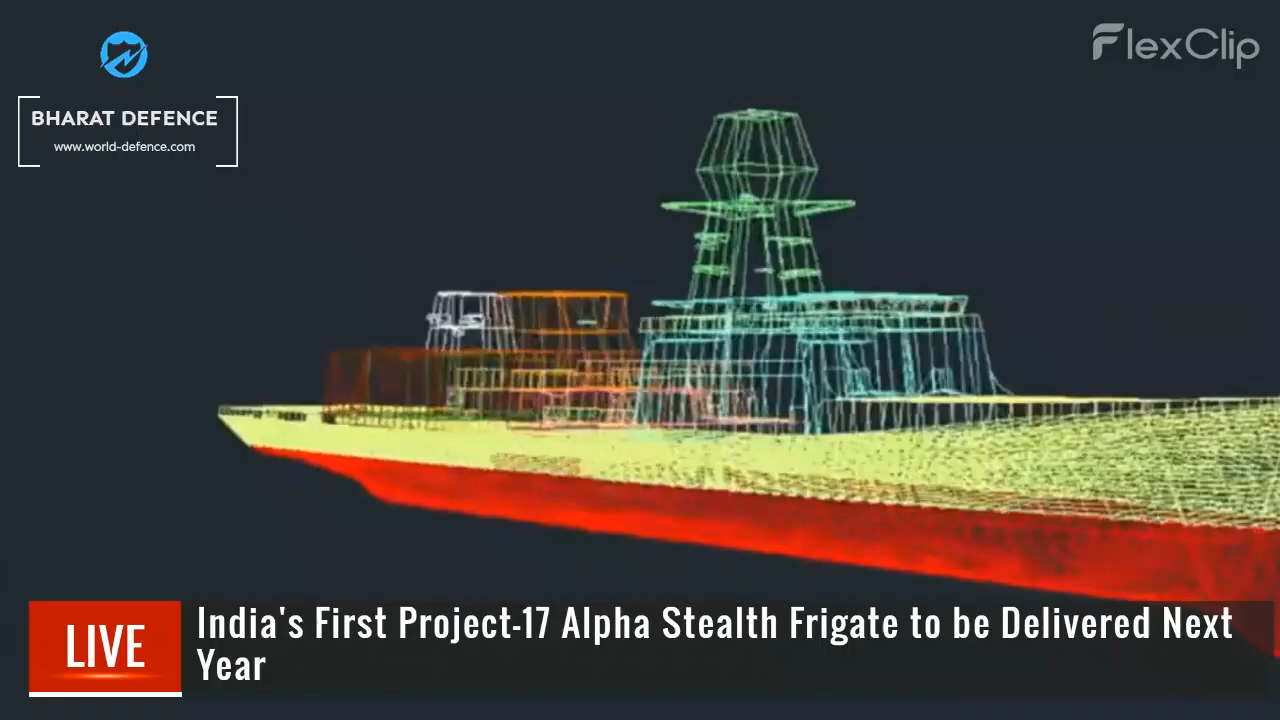 FlexClip
BHARAT DEFENCE
www.world-defence.com
LIVE
India's First Project-17 Alpha Stealth Frigate to be Delivered Next
Year